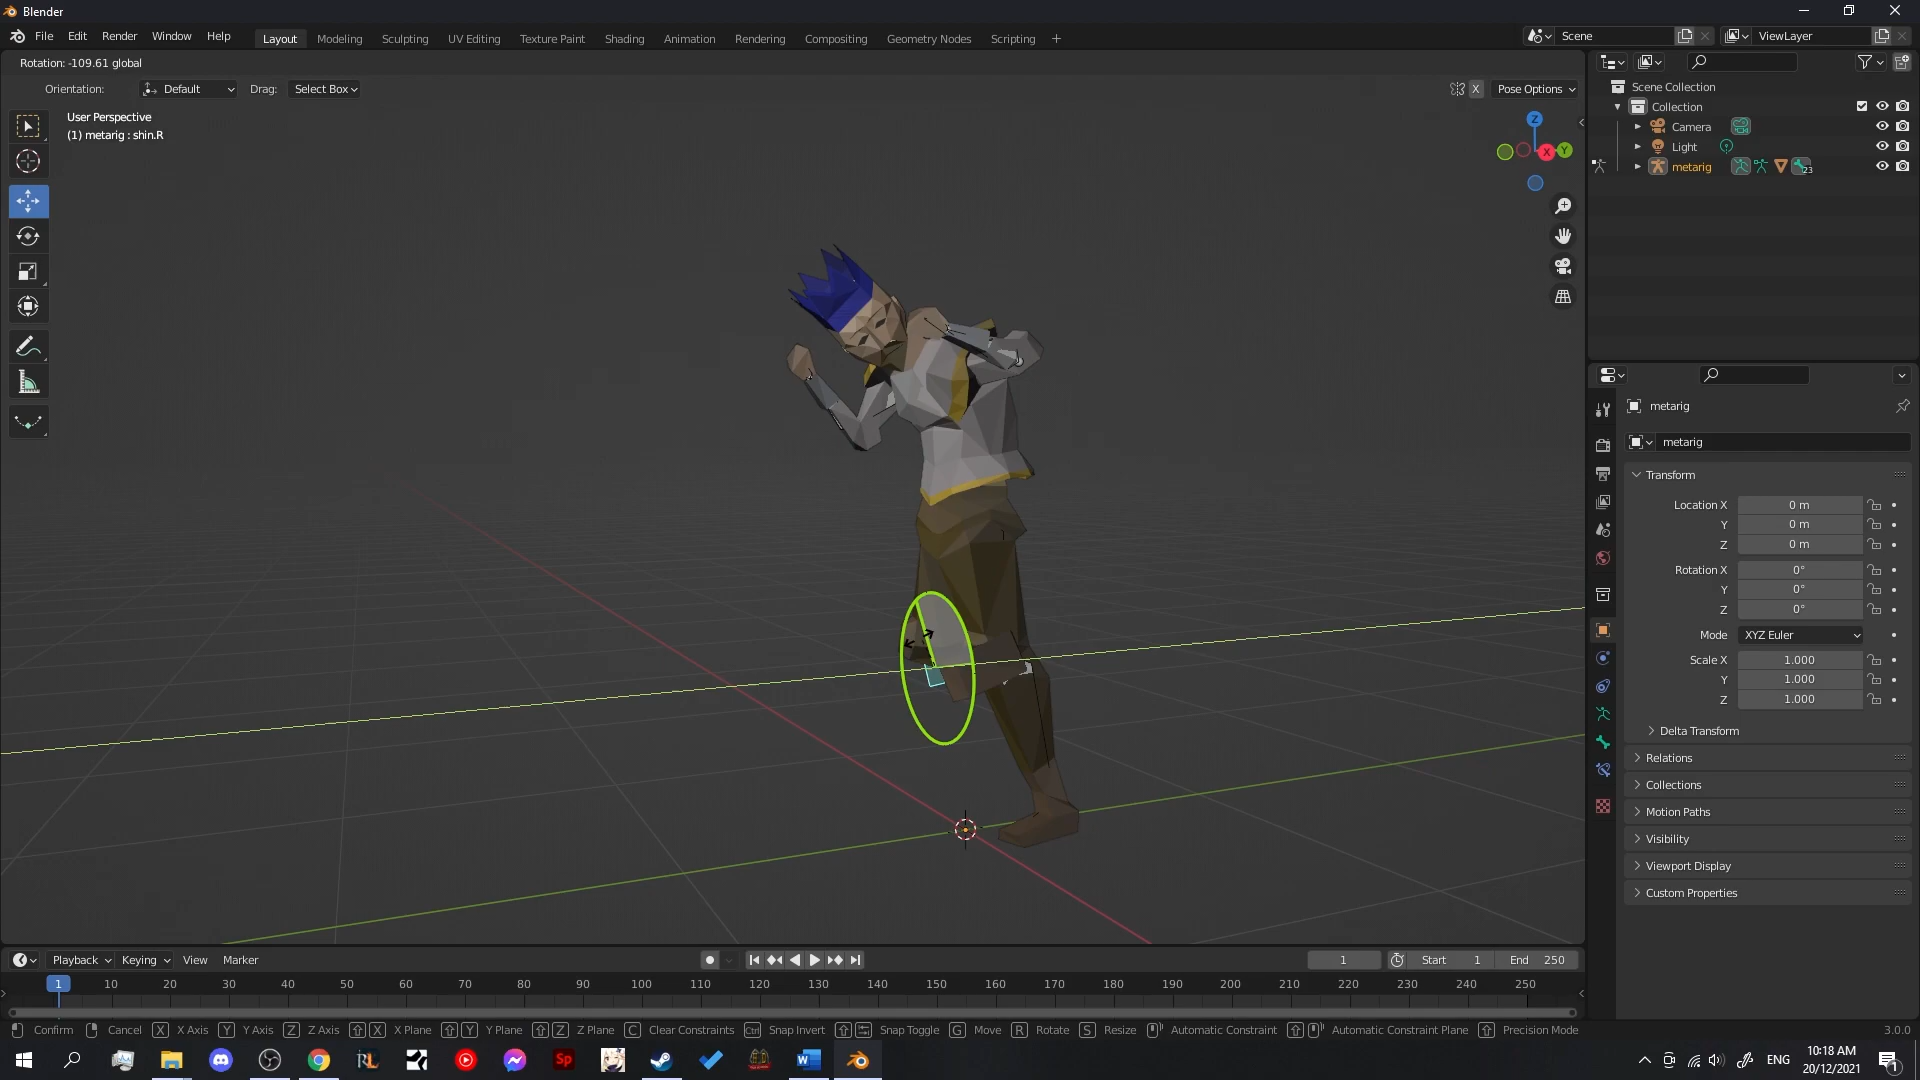 Blender
File Edit Render Window Help Layout Modeling Sculpting UV Editing Texture Paint Shading Animation Rendering Compositing Geometry Nodes Scripting + Scene ViewLayer
Rotation: -109.61 global
Orientation: Default Drag: Select Box X Pose Options
User Perspective
(1) metarig : shin.R
Z
X Y
Scene Collection
Collection
Camera
Light
metarig 23
metarig
metarig
Transform
Location X 0 m
Y 0 m
Z 0 m
Rotation X 0°
Y 0°
Z 0°
Mode XYZ Euler
Scale X 1.000
Y 1.000
Z 1.000
Delta Transform
Relations
Collections
Motion Paths
Visibility
Viewport Display
Custom Properties
Playback Keying View Marker 1 Start 1 End 250
1 10 20 30 40 50 60 70 80 90 100 110 120 130 140 150 160 170 180 190 200 210 220 230 240 250
Confirm Cancel X X Axis Y Y Axis Z Z Axis X X Plane Y Y Plane Z Z Plane C Clear Constraints Ctrl Snap Invert Snap Toggle G Move R Rotate S Resize Automatic Constraint Automatic Constraint Plane Precision Mode 3.0.0
RL Sp W ENG
10:18 AM
20/12/2021
1